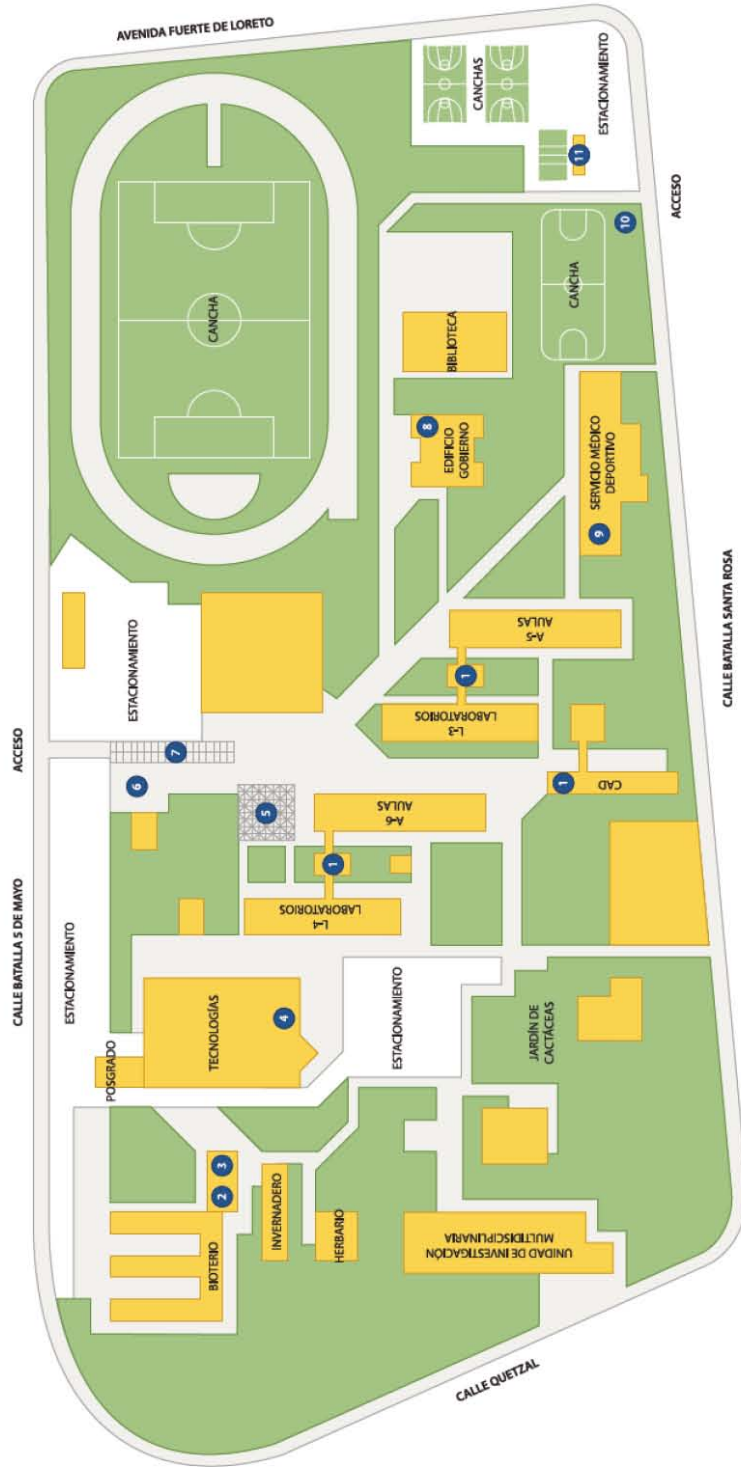 AVENIDA FUERTE DE LORETO
CANCHAS
ESTACIONAMIENTO
11
ACCESO
10
CANCHA
CANCHA
BIBLIOTECA
8
EDIFICIO
GOBIERNO
SERVICIO MÉDICO
DEPORTIVO
9
ESTACIONAMIENTO
A-5
AULAS
1
L-3
LABORATORIOS
CALLE BATALLA SANTA ROSA
ACCESO
7
6
5
1
CAD
A-6
AULAS
1
L-4
LABORATORIOS
CALLE BATALLA 5 DE MAYO
ESTACIONAMIENTO
TECNOLOGÍAS
4
ESTACIONAMIENTO
JARDÍN DE
CACTÁCEAS
POSGRADO
3
2
BIOTERIO
INVERNADERO
HERBARIO
UNIDAD DE INVESTIGACIÓN
MULTIDISCIPLINARIA
CALLE QUETZAL